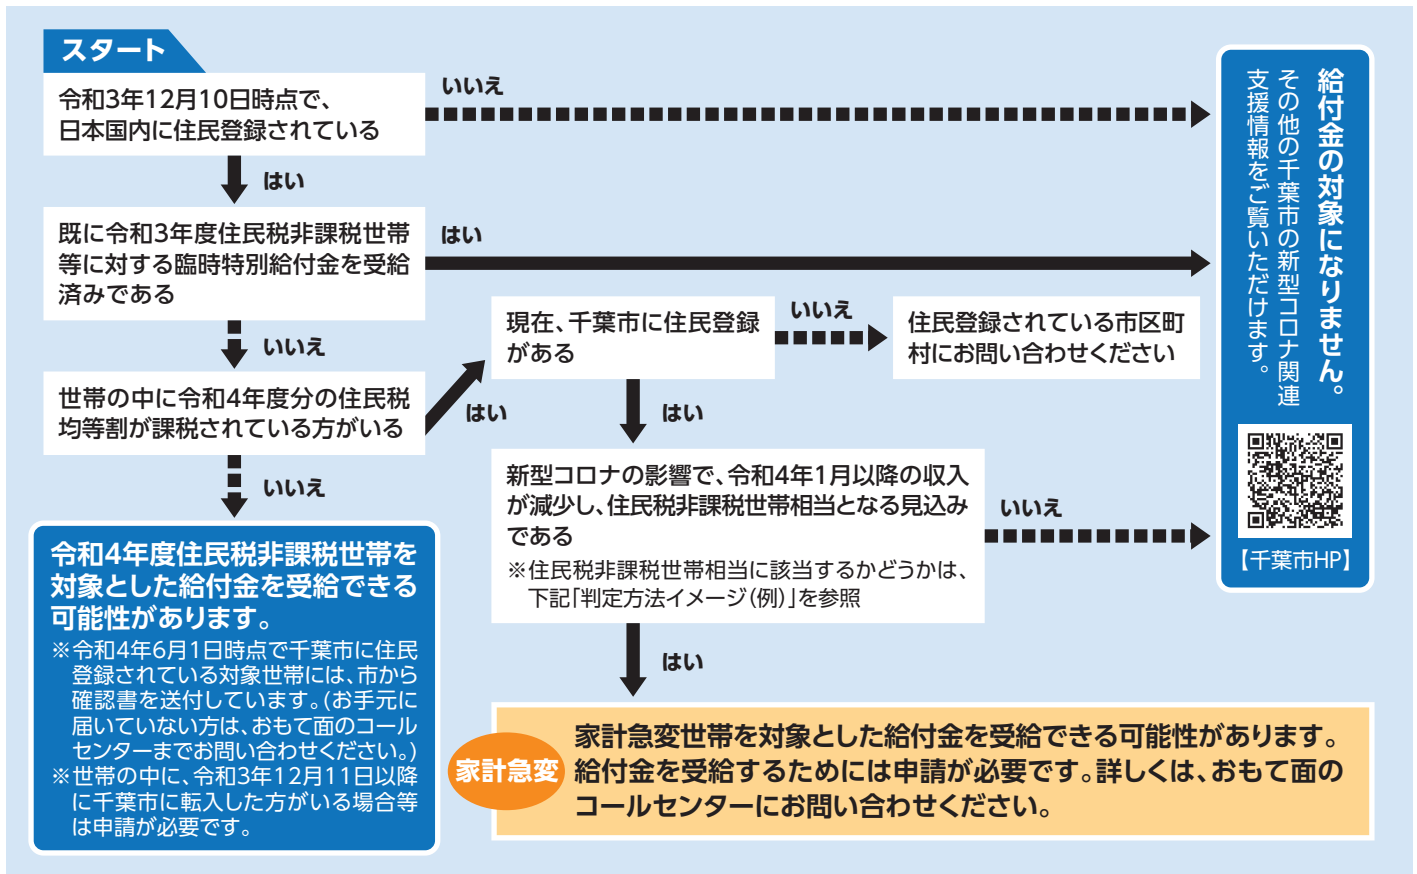 スタート
令和3年12月10日時点で、
日本国内に住民登録されている
いいえ
はい
既に令和3年度住民税非課税世帯
等に対する臨時特別給付金を受給
済みである
はい
いいえ
世帯の中に令和4年度分の住民税
均等割が課税されている方がいる
はい
いいえ
現在、千葉市に住民登録
がある
いいえ
住民登録されている市区町
村にお問い合わせください
はい
新型コロナの影響で、令和4年1月以降の収入
が減少し、住民税非課税世帯相当となる見込み
である
※住民税非課税世帯相当に該当するかどうかは、
下記「判定方法イメージ(例)」を参照
いいえ
はい
給付金の対象になりません。
その他の千葉市の新型コロナ関連
支援情報をご覧いただけます。
【千葉市HP】
令和4年度住民税非課税世帯を
対象とした給付金を受給できる
可能性があります。
※令和4年6月1日時点で千葉市に住民
登録されている対象世帯には、市から
確認書を送付しています。(お手元に
届いていない方は、おもて面のコール
センターまでお問い合わせください。)
※世帯の中に、令和3年12月11日以降
に千葉市に転入した方がいる場合等
は申請が必要です。
家計急変
家計急変世帯を対象とした給付金を受給できる可能性があります。
給付金を受給するためには申請が必要です。詳しくは、おもて面の
コールセンターにお問い合わせください。